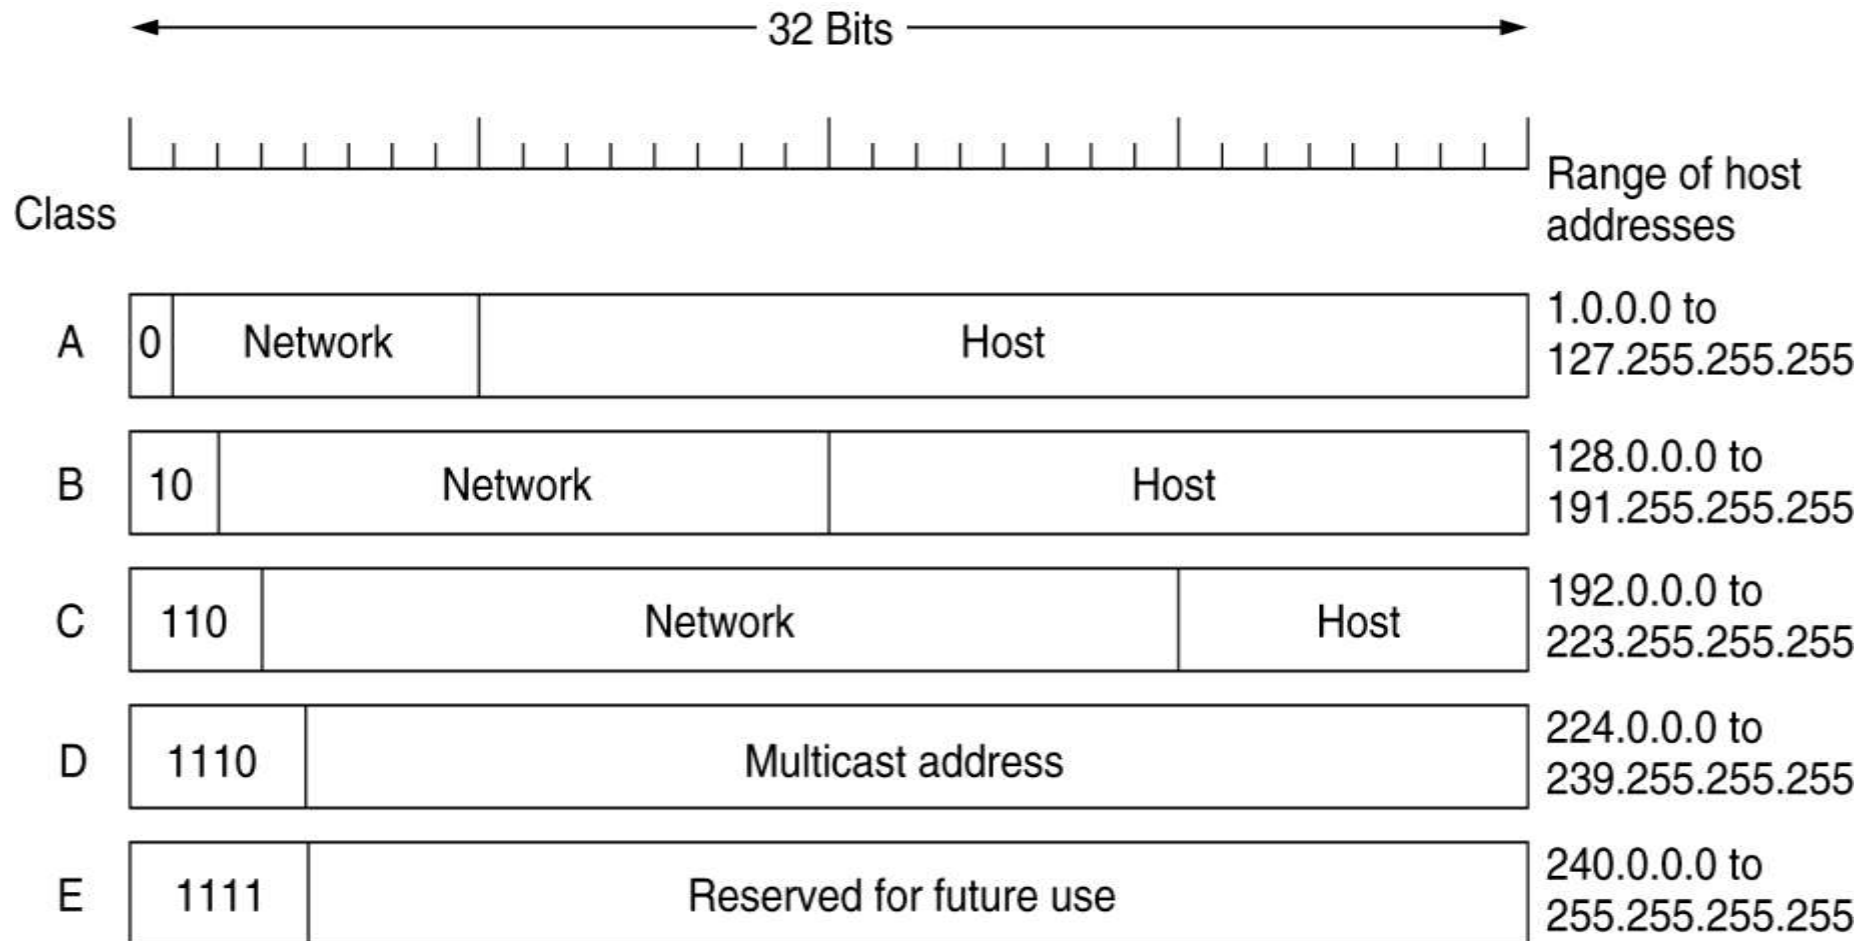 32 Bits
Range of host
addresses
Class
A
0
Network
Host
1.0.0.0 to
127.255.255.255
B
10
Network
Host
128.0.0.0 to
191.255.255.255
C
110
Network
Host
192.0.0.0 to
223.255.255.255
D
1110
Multicast address
224.0.0.0 to
239.255.255.255
E
1111
Reserved for future use
240.0.0.0 to
255.255.255.255